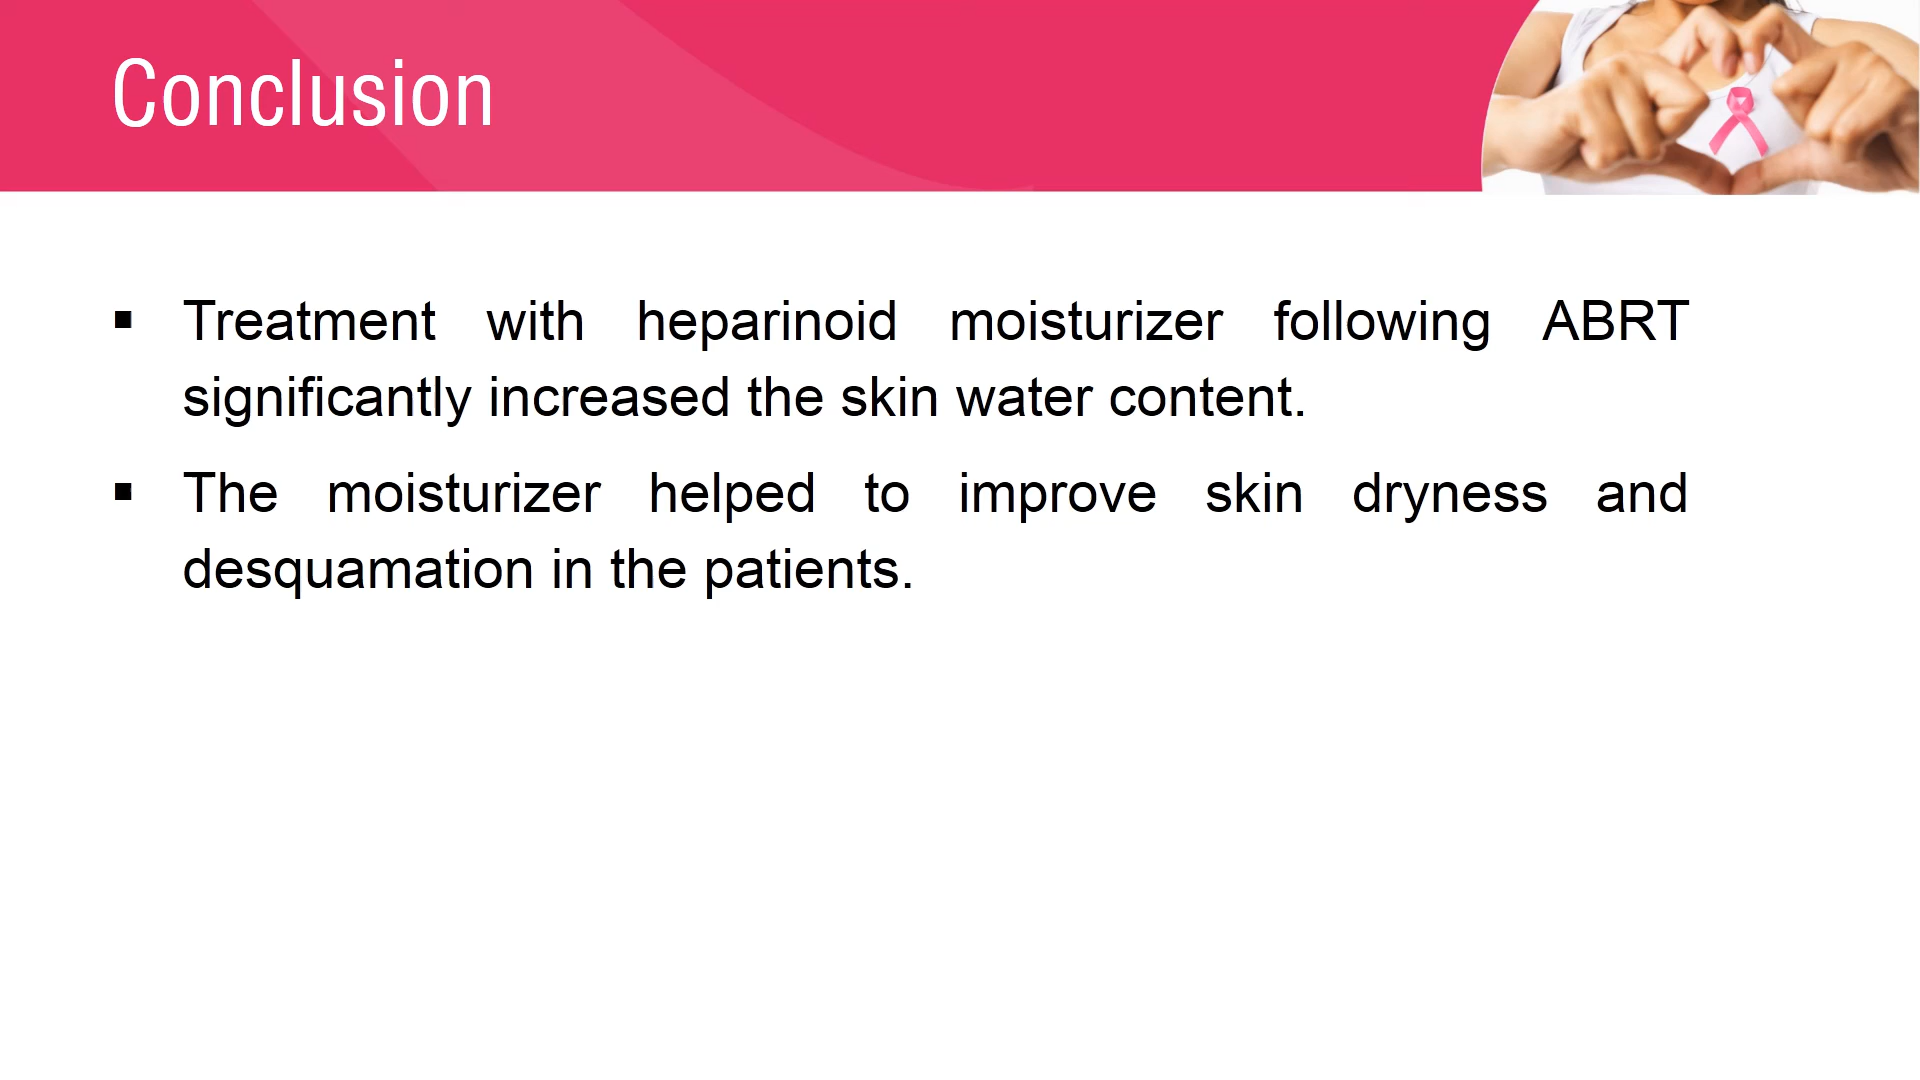 Conclusion
▪ Treatment with heparinoid moisturizer following ABRT
significantly increased the skin water content.
▪ The moisturizer helped to improve skin dryness and
desquamation in the patients.